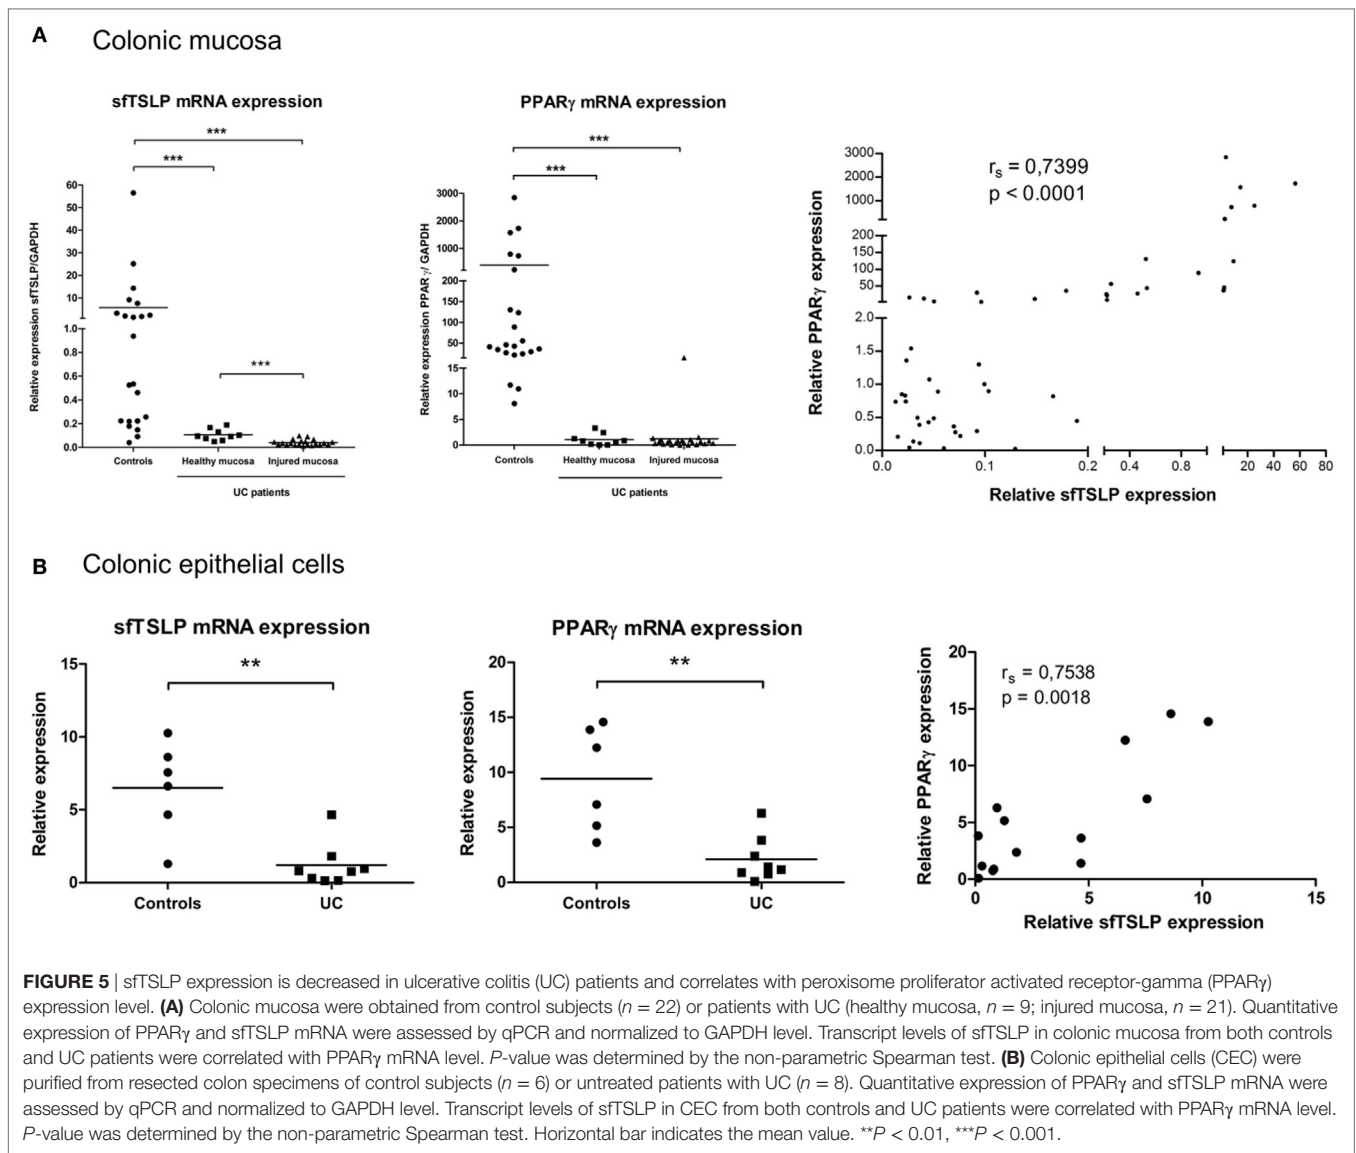 A Colonic mucosa
sfTSLP mRNA expression
***
***
***
Relative expression sfTSLP/GAPDH
60
50
40
30
20
10
1.0
0.8
0.6
0.4
0.2
0.0
Controls Healthy mucosa Injured mucosa
UC patients
PPARγ mRNA expression
***
***
Relative expression PPARγ/ GAPDH
3000
2000
1000
200
150
100
50
15
10
5
0
Controls Healthy mucosa Injured mucosa
UC patients
rs = 0,7399
p < 0.0001
Relative PPARγ expression
3000
2000
1000
200
150
100
50
2.0
1.5
1.0
0.5
0.0
0.0 0.1 0.2 0.4 0.8 20 40 60 80
Relative sfTSLP expression
B Colonic epithelial cells
sfTSLP mRNA expression
**
Relative expression
15
10
5
0
Controls UC
PPARγ mRNA expression
**
Relative expression
20
15
10
5
0
Controls UC
rs = 0,7538
p = 0.0018
Relative PPARγ expression
20
15
10
5
0
0 5 10 15
Relative sfTSLP expression
FIGURE 5 | sfTSLP expression is decreased in ulcerative colitis (UC) patients and correlates with peroxisome proliferator activated receptor-gamma (PPARγ)
expression level. (A) Colonic mucosa were obtained from control subjects (n = 22) or patients with UC (healthy mucosa, n = 9; injured mucosa, n = 21). Quantitative
expression of PPARγ and sfTSLP mRNA were assessed by qPCR and normalized to GAPDH level. Transcript levels of sfTSLP in colonic mucosa from both controls
and UC patients were correlated with PPARγ mRNA level. P-value was determined by the non-parametric Spearman test. (B) Colonic epithelial cells (CEC) were
purified from resected colon specimens of control subjects (n = 6) or untreated patients with UC (n = 8). Quantitative expression of PPARγ and sfTSLP mRNA were
assessed by qPCR and normalized to GAPDH level. Transcript levels of sfTSLP in CEC from both controls and UC patients were correlated with PPARγ mRNA level.
P-value was determined by the non-parametric Spearman test. Horizontal bar indicates the mean value. **P < 0.01, ***P < 0.001.